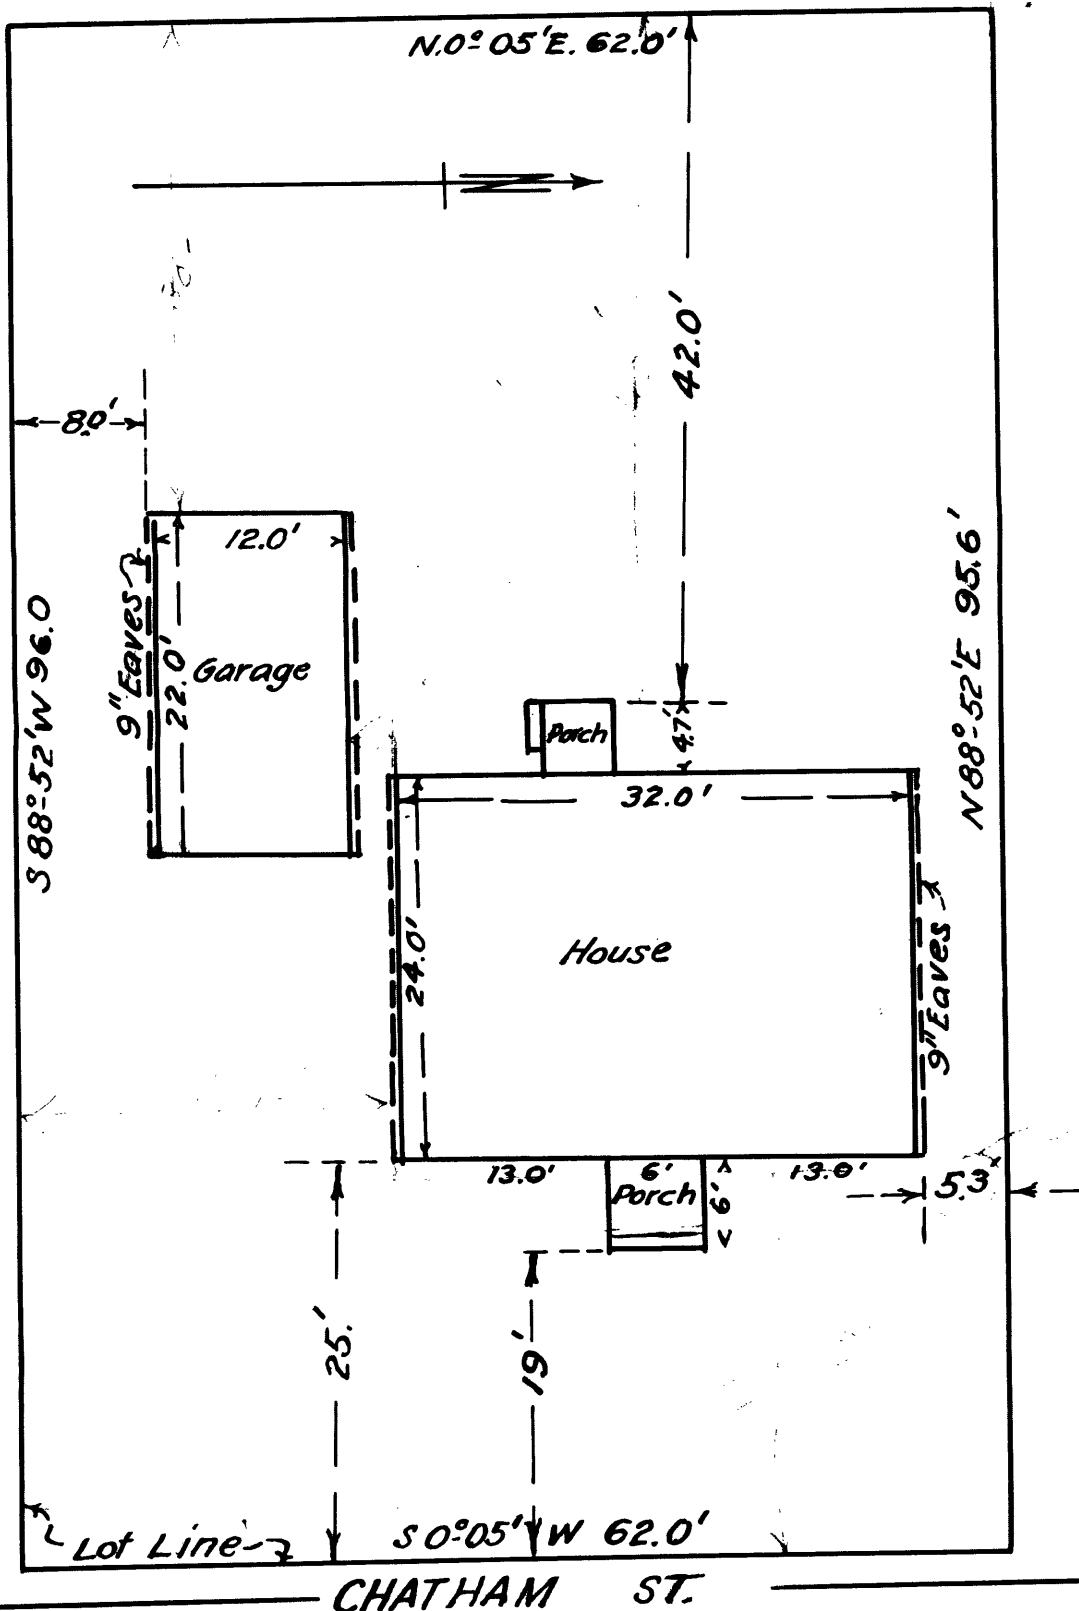 N.0° 05'E. 62.0'
42.0'
8.0'
12.0'
9" Eaves
22.0'
Garage
S 88°-52' W 96.0
N 88°-52' E 95.6'
Porch
4.7'
32.0'
24.0'
House
9" Eaves
13.0'
6'
13.0'
Porch
6'
5.3'
25.'
19'
Lot Line
S 0°-05' W 62.0'
CHATHAM ST.